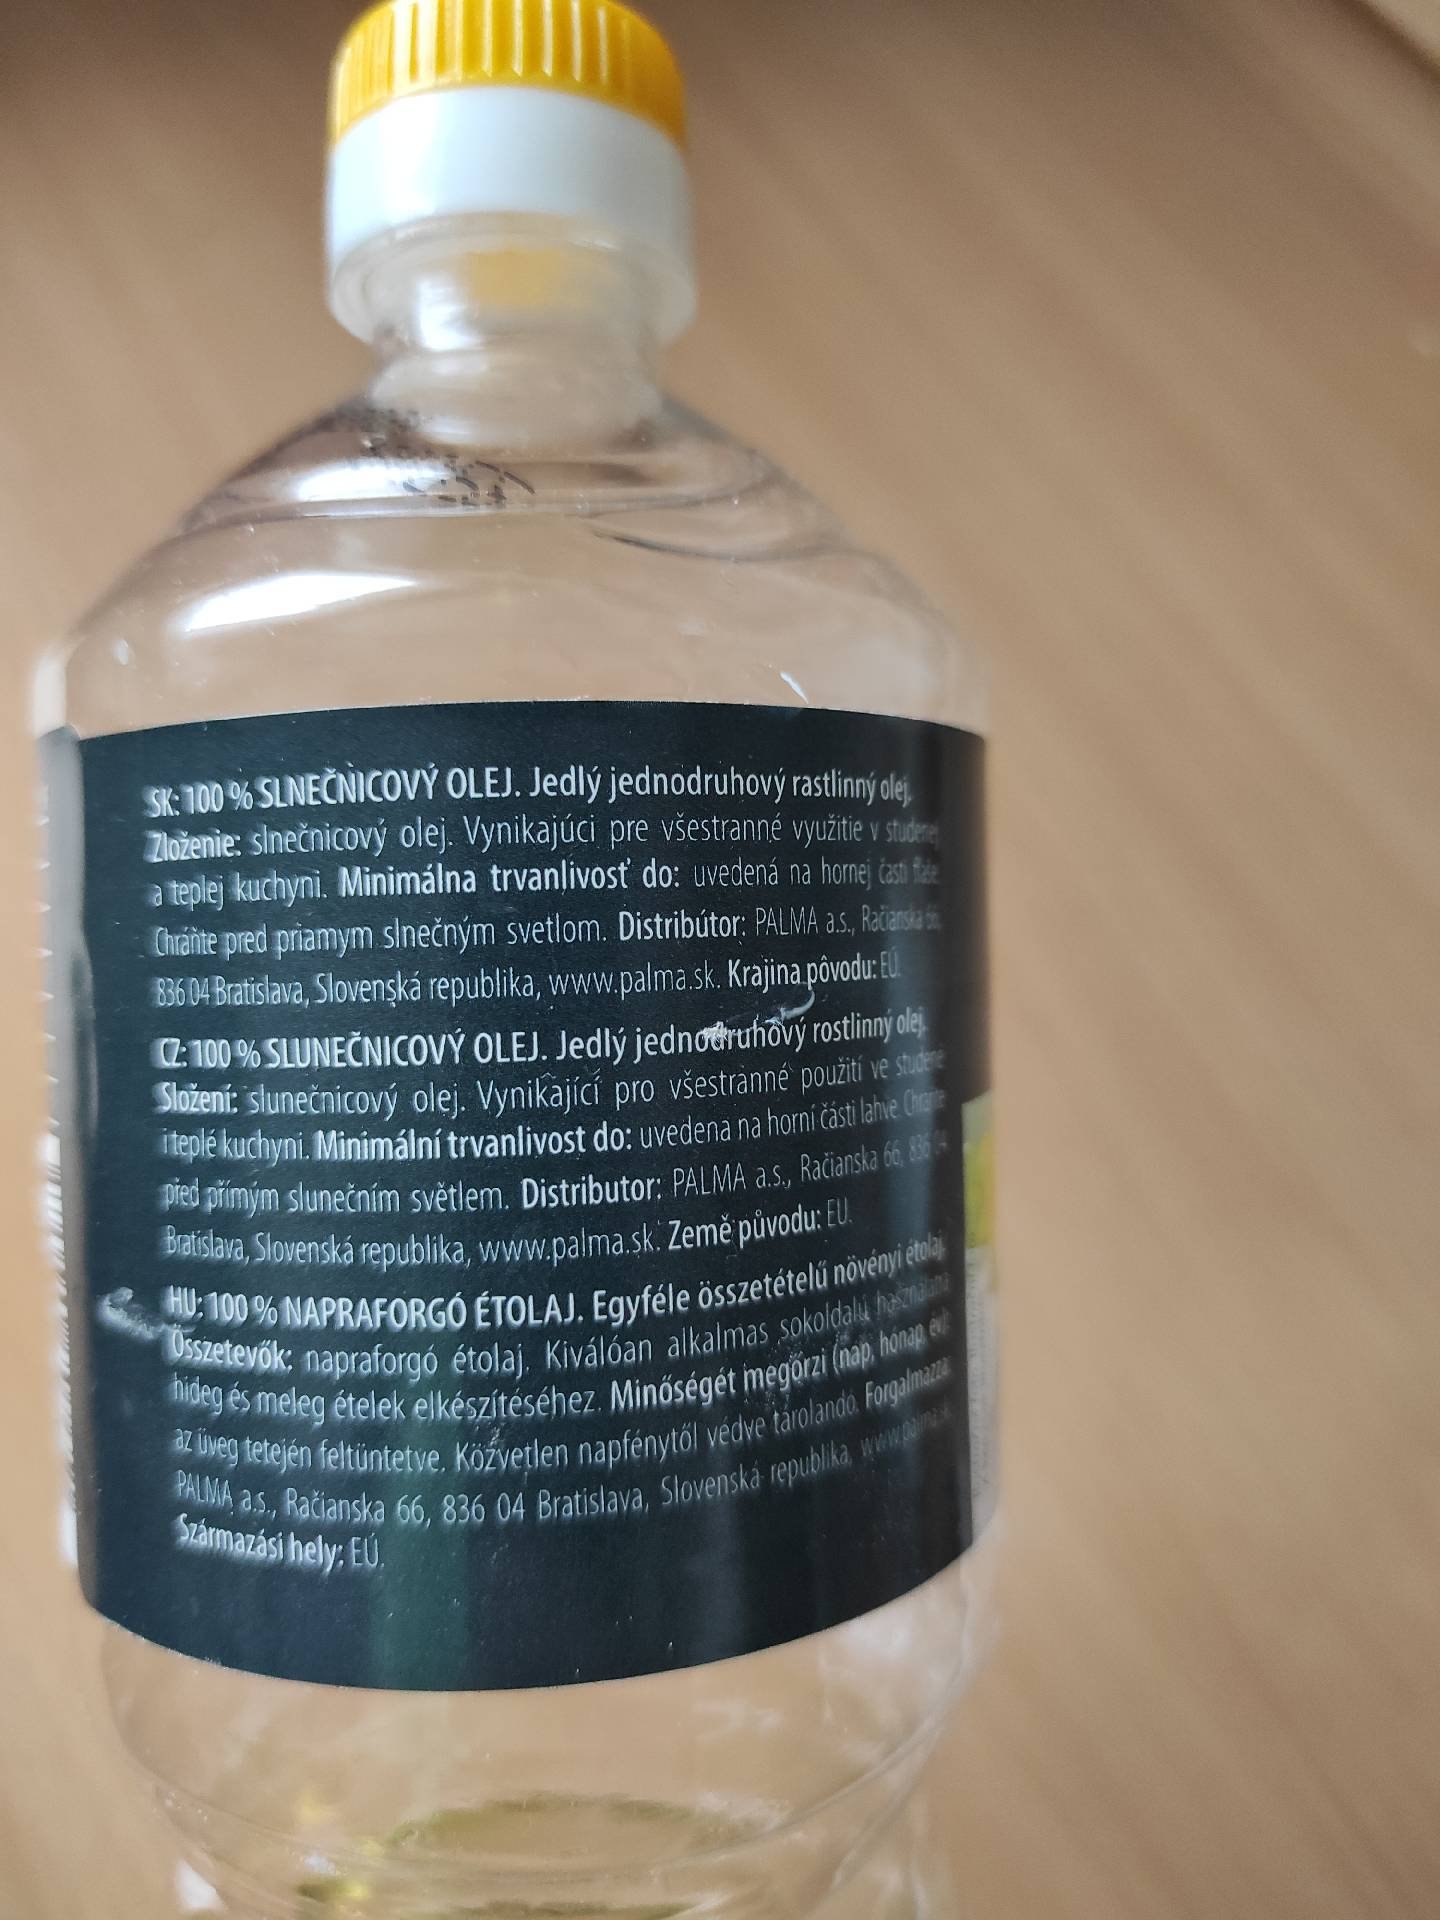 SK: 100 % SLNEČNICOVÝ OLEJ. Jedlý jednodruhový rastlinný olej.
Zloženie: slnečnicový olej. Vynikajúci pre všestranné využitie v studenej
a teplej kuchyni. Minimálna trvanlivosť do: uvedená na hornej časti fľaše.
Chráňte pred priamym slnečným svetlom. Distribútor: PALMA a.s., Račianska 66,
836 04 Bratislava, Slovenská republika, www.palma.sk. Krajina pôvodu: EÚ.
CZ: 100 % SLUNEČNICOVÝ OLEJ. Jedlý jednodruhový rostlinný olej.
Složení: slunečnicový olej. Vynikající pro všestranné použití ve studené
i teplé kuchyni. Minimální trvanlivost do: uvedena na horní části lahve. Chraňte
před přímým slunečním světlem. Distributor: PALMA a.s., Račianska 66, 836 04
Bratislava, Slovenská republika, www.palma.sk. Země původu: EU.
HU: 100 % NAPRAFORGÓ ÉTOLAJ. Egyféle összetételű növényi étolaj.
Összetevők: napraforgó étolaj. Kiválóan alkalmas sokoldalú használatra
hideg és meleg ételek elkészítéséhez. Minőségét megőrzi (nap, hónap, év):
az üveg tetején feltüntetve. Közvetlen napfénytől védve tárolandó. Forgalmazza:
PALMA a.s., Račianska 66, 836 04 Bratislava, Slovenská republika, www.palma.sk.
Származási hely: EÚ.